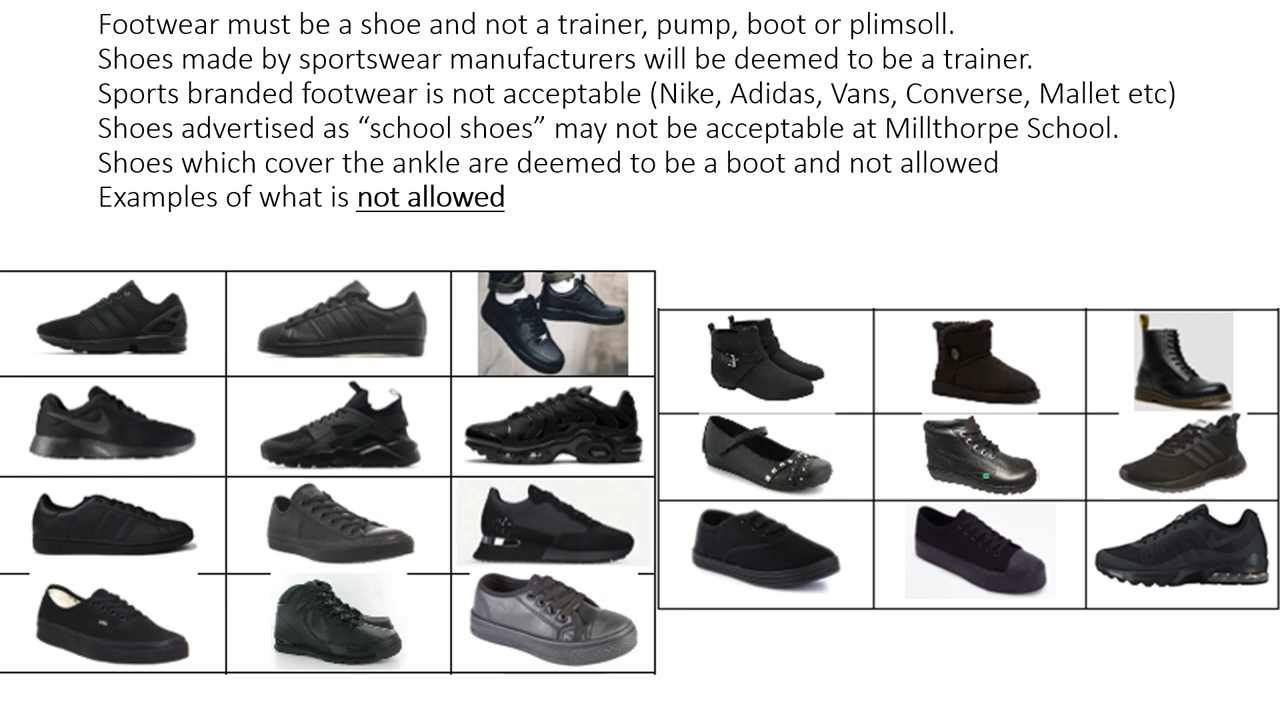 Footwear must be a shoe and not a trainer, pump, boot or plimsoll.
Shoes made by sportswear manufacturers will be deemed to be a trainer.
Sports branded footwear is not acceptable (Nike, Adidas, Vans, Converse, Mallet etc)
Shoes advertised as “school shoes” may not be acceptable at Millthorpe School.
Shoes which cover the ankle are deemed to be a boot and not allowed
Examples of what is not allowed